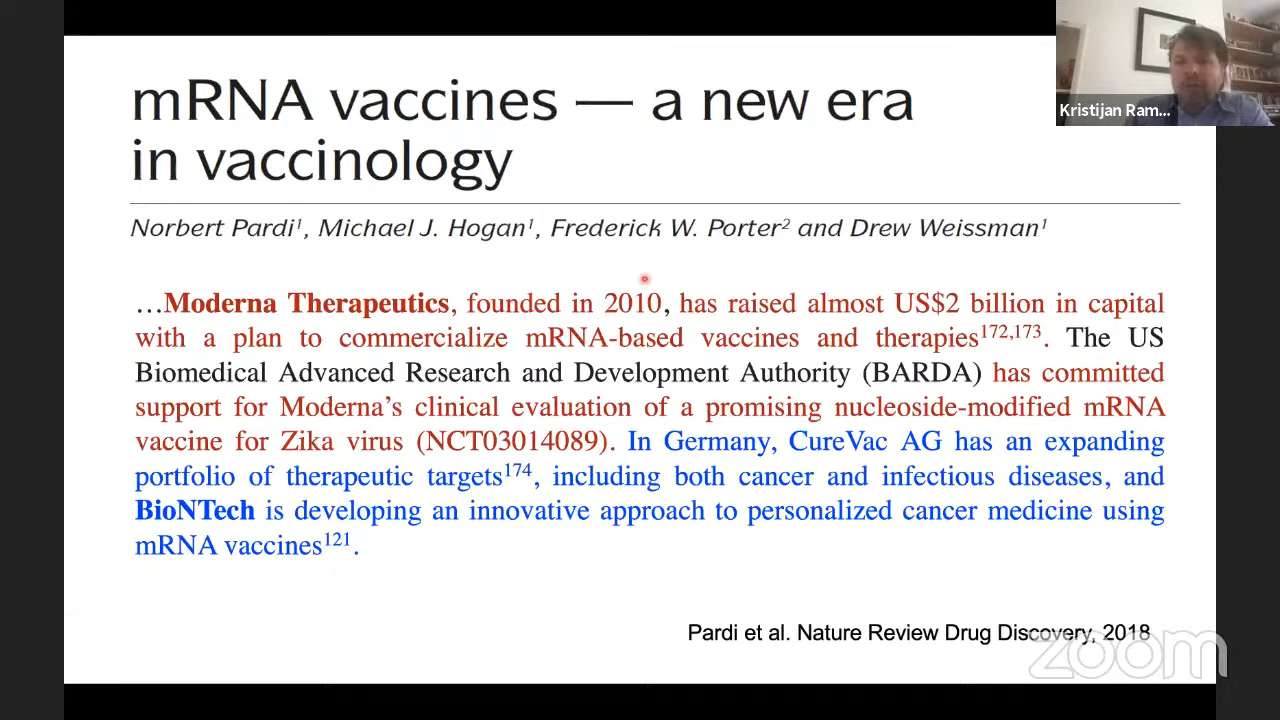 mRNA vaccines — a new era
in vaccinology
Kristijan Ram...
Norbert Pardi¹, Michael J. Hogan¹, Frederick W. Porter² and Drew Weissman¹
…Moderna Therapeutics, founded in 2010, has raised almost US$2 billion in capital
with a plan to commercialize mRNA-based vaccines and therapies¹⁷²,¹⁷³. The US
Biomedical Advanced Research and Development Authority (BARDA) has committed
support for Moderna’s clinical evaluation of a promising nucleoside-modified mRNA
vaccine for Zika virus (NCT03014089). In Germany, CureVac AG has an expanding
portfolio of therapeutic targets¹⁷⁴, including both cancer and infectious diseases, and
BioNTech is developing an innovative approach to personalized cancer medicine using
mRNA vaccines¹²¹.
Pardi et al. Nature Review Drug Discovery, 2018
zoom